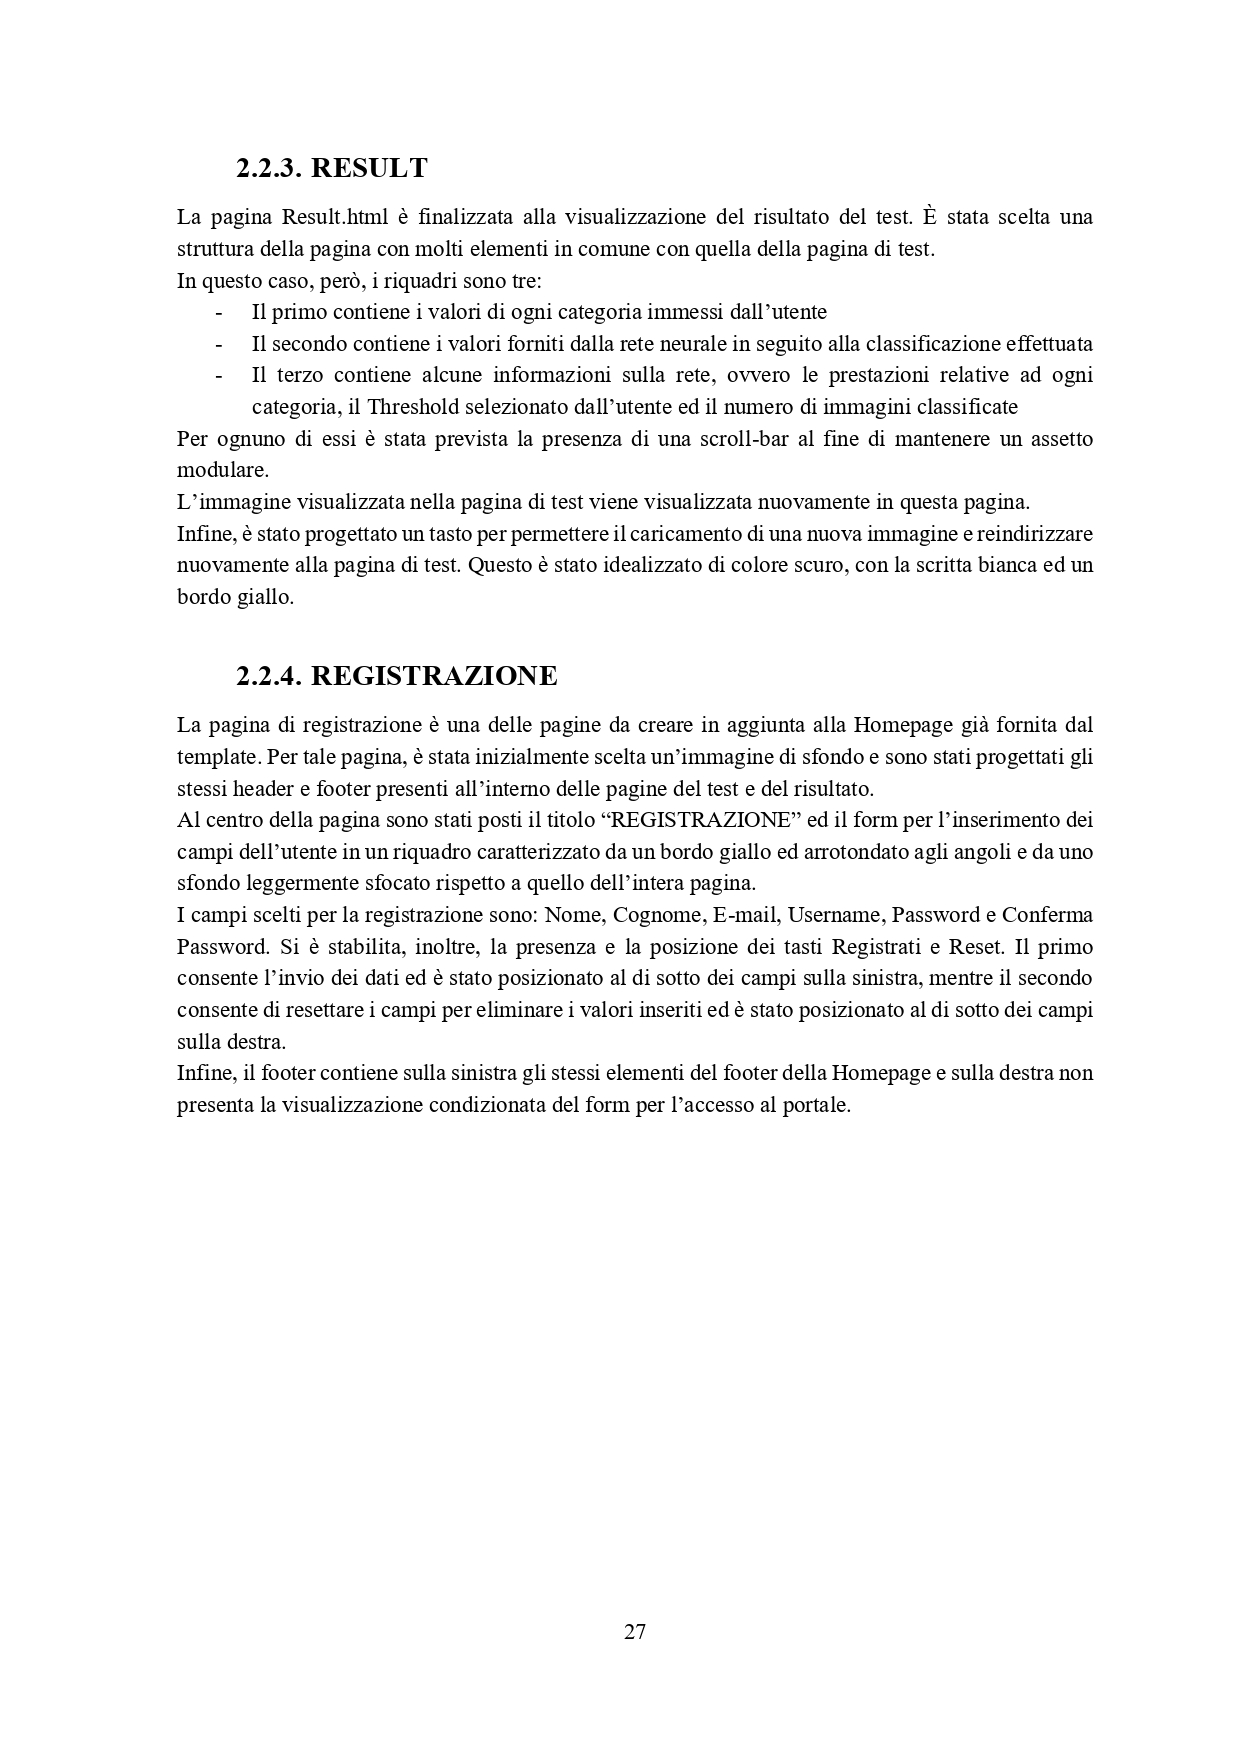 2.2.3. RESULT
La pagina Result.html è finalizzata alla visualizzazione del risultato del test. È stata scelta una
struttura della pagina con molti elementi in comune con quella della pagina di test.
In questo caso, però, i riquadri sono tre:
- Il primo contiene i valori di ogni categoria immessi dall’utente
- Il secondo contiene i valori forniti dalla rete neurale in seguito alla classificazione effettuata
- Il terzo contiene alcune informazioni sulla rete, ovvero le prestazioni relative ad ogni
categoria, il Threshold selezionato dall’utente ed il numero di immagini classificate
Per ognuno di essi è stata prevista la presenza di una scroll-bar al fine di mantenere un assetto
modulare.
L’immagine visualizzata nella pagina di test viene visualizzata nuovamente in questa pagina.
Infine, è stato progettato un tasto per permettere il caricamento di una nuova immagine e reindirizzare
nuovamente alla pagina di test. Questo è stato idealizzato di colore scuro, con la scritta bianca ed un
bordo giallo.
2.2.4. REGISTRAZIONE
La pagina di registrazione è una delle pagine da creare in aggiunta alla Homepage già fornita dal
template. Per tale pagina, è stata inizialmente scelta un’immagine di sfondo e sono stati progettati gli
stessi header e footer presenti all’interno delle pagine del test e del risultato.
Al centro della pagina sono stati posti il titolo “REGISTRAZIONE” ed il form per l’inserimento dei
campi dell’utente in un riquadro caratterizzato da un bordo giallo ed arrotondato agli angoli e da uno
sfondo leggermente sfocato rispetto a quello dell’intera pagina.
I campi scelti per la registrazione sono: Nome, Cognome, E-mail, Username, Password e Conferma
Password. Si è stabilita, inoltre, la presenza e la posizione dei tasti Registrati e Reset. Il primo
consente l’invio dei dati ed è stato posizionato al di sotto dei campi sulla sinistra, mentre il secondo
consente di resettare i campi per eliminare i valori inseriti ed è stato posizionato al di sotto dei campi
sulla destra.
Infine, il footer contiene sulla sinistra gli stessi elementi del footer della Homepage e sulla destra non
presenta la visualizzazione condizionata del form per l’accesso al portale.
27